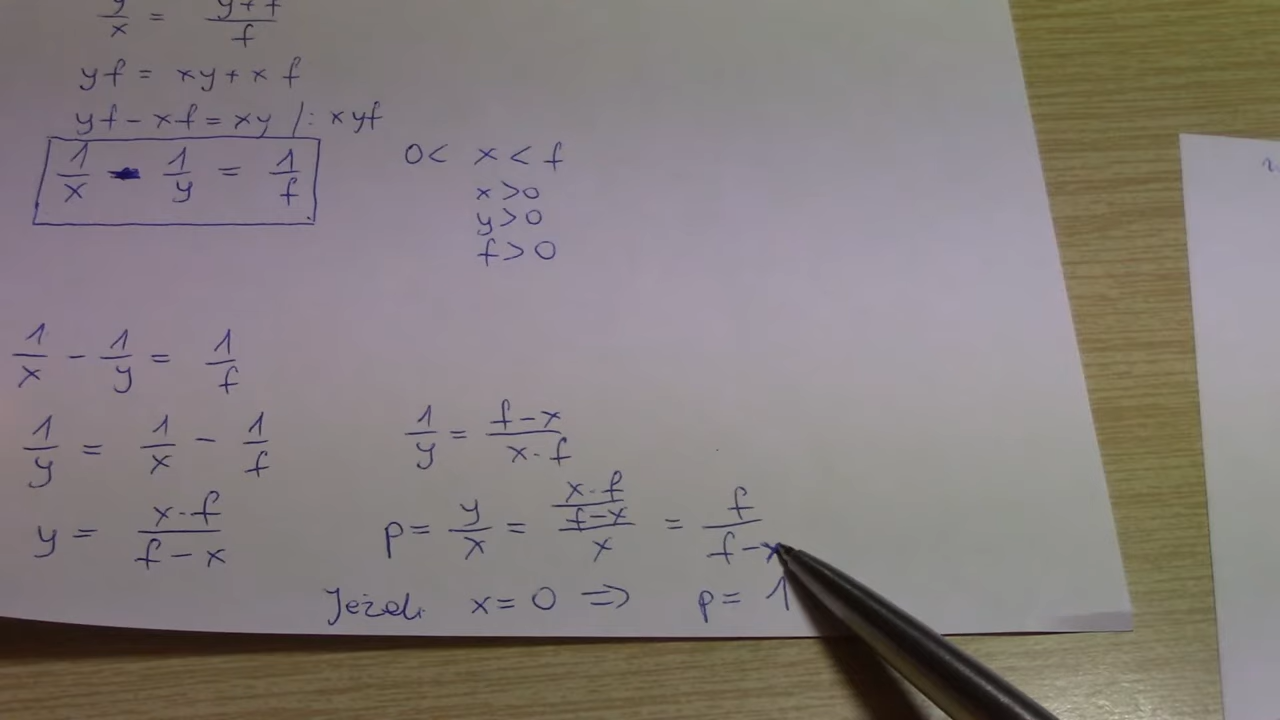 y/x = y+f/f
yf = xy + xf
yf - xf = xy /: xyf
1/x - 1/y = 1/f
0 < x < f
x > 0
y > 0
f > 0
1/x - 1/y = 1/f
1/y = 1/x - 1/f
1/y = f-x/x·f
y = x·f/f-x
p = y/x = x·f/f-x/x = f/f-x
Jeżeli x = 0 ⇒ p = 1